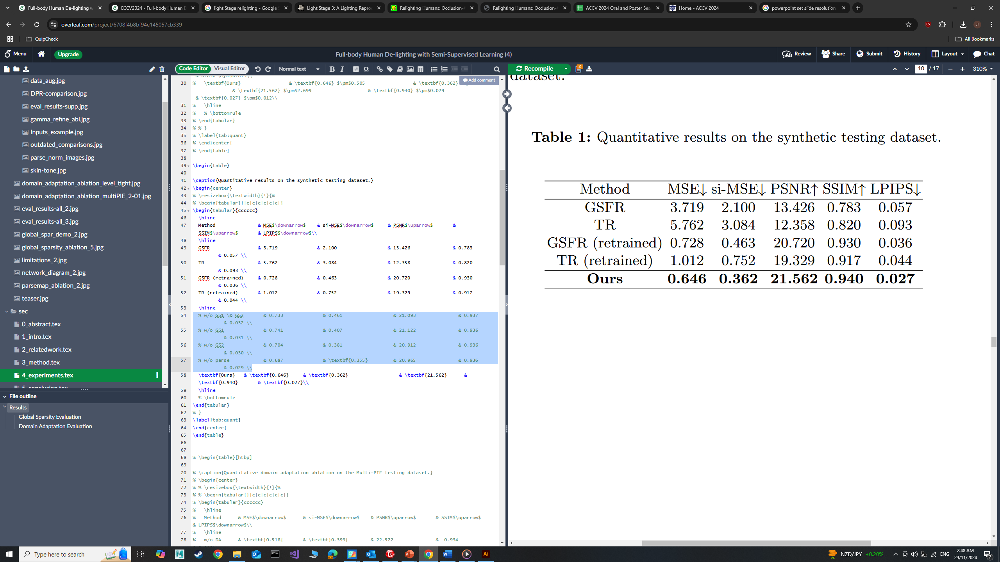 Full-body Human De-lighting w
ECCV2024 - Full-body Human D
light Stage relighting - Google S
Light Stage 3: A Lighting Repro
Relighting Humans: Occlusion-
Relighting Humans: Occlusion-
ACCV 2024 Oral and Poster Ses
Home - ACCV 2024
powerpoint set slide resolution
overleaf.com/project/6708f4b8bf94e145057cb339
QuipCheck
All Bookmarks
Menu
Upgrade
Full-body Human De-lighting with Semi-Supervised Learning (4)
Review
Share
Submit
History
Layout
Chat
Code Editor
Visual Editor
Normal text
Recompile
2
10 / 17
310%
data_aug.jpg
DPR-comparison.jpg
eval_results-supp.jpg
gamma_refine_abl.jpg
Inputs_example.jpg
outdated_comparisons.jpg
parse_norm_images.jpg
skin-tone.jpg
domain_adaptation_ablation_level_tight.jpg
domain_adaptation_ablation_multiPIE_2-01.jpg
eval_results-all_2.jpg
eval_results-all_3.jpg
global_spar_demo_2.jpg
global_sparsity_ablation_5.jpg
limitations_2.jpg
network_diagram_2.jpg
parsemap_ablation_2.jpg
teaser.jpg
sec
0_abstract.tex
1_intro.tex
2_relatedwork.tex
3_method.tex
4_experiments.tex
5_conclusion.tex
File outline
Results
Global Sparsity Evaluation
Domain Adaptation Evaluation
Add comment
& 0.030 $\pm$0.015\\
30 % \textbf{Ours} & \textbf{0.646} $\pm$0.505 & \textbf{0.362}
& \textbf{21.562} $\pm$2.699 & \textbf{0.940} $\pm$0.029
& \textbf{0.027} $\pm$0.012\\
31 % \hline
32 % % \bottomrule
33 % \end{tabular}
34 % % }
35 % \label{tab:quant}
36 % \end{center}
37 % \end{table}
38
39 \begin{table}
40
41 \caption{Quantitative results on the synthetic testing dataset.}
42 \begin{center}
43 % \resizebox{\textwidth}{!}{%
44 % \begin{tabular}{|c|c|c|c|c|c|}
45 \begin{tabular}{cccccc}
46 \hline
47 Method & MSE$\downarrow$ & si-MSE$\downarrow$ & PSNR$\uparrow$ &
SSIM$\uparrow$ & LPIPS$\downarrow$\\
48 \hline
49 GSFR & 3.719 & 2.100 & 13.426 & 0.783
& 0.057 \\
50 TR & 5.762 & 3.084 & 12.358 & 0.820
& 0.093 \\
51 GSFR (retrained) & 0.728 & 0.463 & 20.720 & 0.930
& 0.036 \\
52 TR (retrained) & 1.012 & 0.752 & 19.329 & 0.917
& 0.044 \\
53 \hline
54 % w/o GS1 \& GS2 & 0.733 & 0.461 & 21.093 & 0.937
& 0.032 \\
55 % w/o GS1 & 0.741 & 0.407 & 21.122 & 0.936
& 0.031 \\
56 % w/o GS2 & 0.704 & 0.381 & 20.912 & 0.936
& 0.030 \\
57 % w/o parse & 0.687 & \textbf{0.355} & 20.965 & 0.936
& 0.029 \\
58 \textbf{Ours} & \textbf{0.646} & \textbf{0.362} & \textbf{21.562} &
\textbf{0.940} & \textbf{0.027}\\
59 \hline
60 % \bottomrule
61 \end{tabular}
62 % }
63 \label{tab:quant}
64 \end{center}
65 \end{table}
66
67
68 % \begin{table}[htbp]
69
70 % \caption{Quantitative domain adaptation ablation on the Multi-PIE testing dataset.}
71 % \begin{center}
72 % % \resizebox{\textwidth}{!}{%
73 % % \begin{tabular}{|c|c|c|c|c|c|}
74 % \begin{tabular}{cccccc}
75 % \hline
76 % Method & MSE$\downarrow$ & si-MSE$\downarrow$ & PSNR$\uparrow$ & SSIM$\uparrow$
& LPIPS$\downarrow$\\
77 % \hline
78 % w/o DA & \textbf{0.518} & \textbf{0.399} & 22.522 & 0.934
dataset.
Table 1: Quantitative results on the synthetic testing dataset.
Method MSE↓ si-MSE↓ PSNR↑ SSIM↑ LPIPS↓
GSFR 3.719 2.100 13.426 0.783 0.057
TR 5.762 3.084 12.358 0.820 0.093
GSFR (retrained) 0.728 0.463 20.720 0.930 0.036
TR (retrained) 1.012 0.752 19.329 0.917 0.044
Ours 0.646 0.362 21.562 0.940 0.027
Type here to search
NZD/JPY +0.20%
ENG
2:48 AM
29/11/2024
7